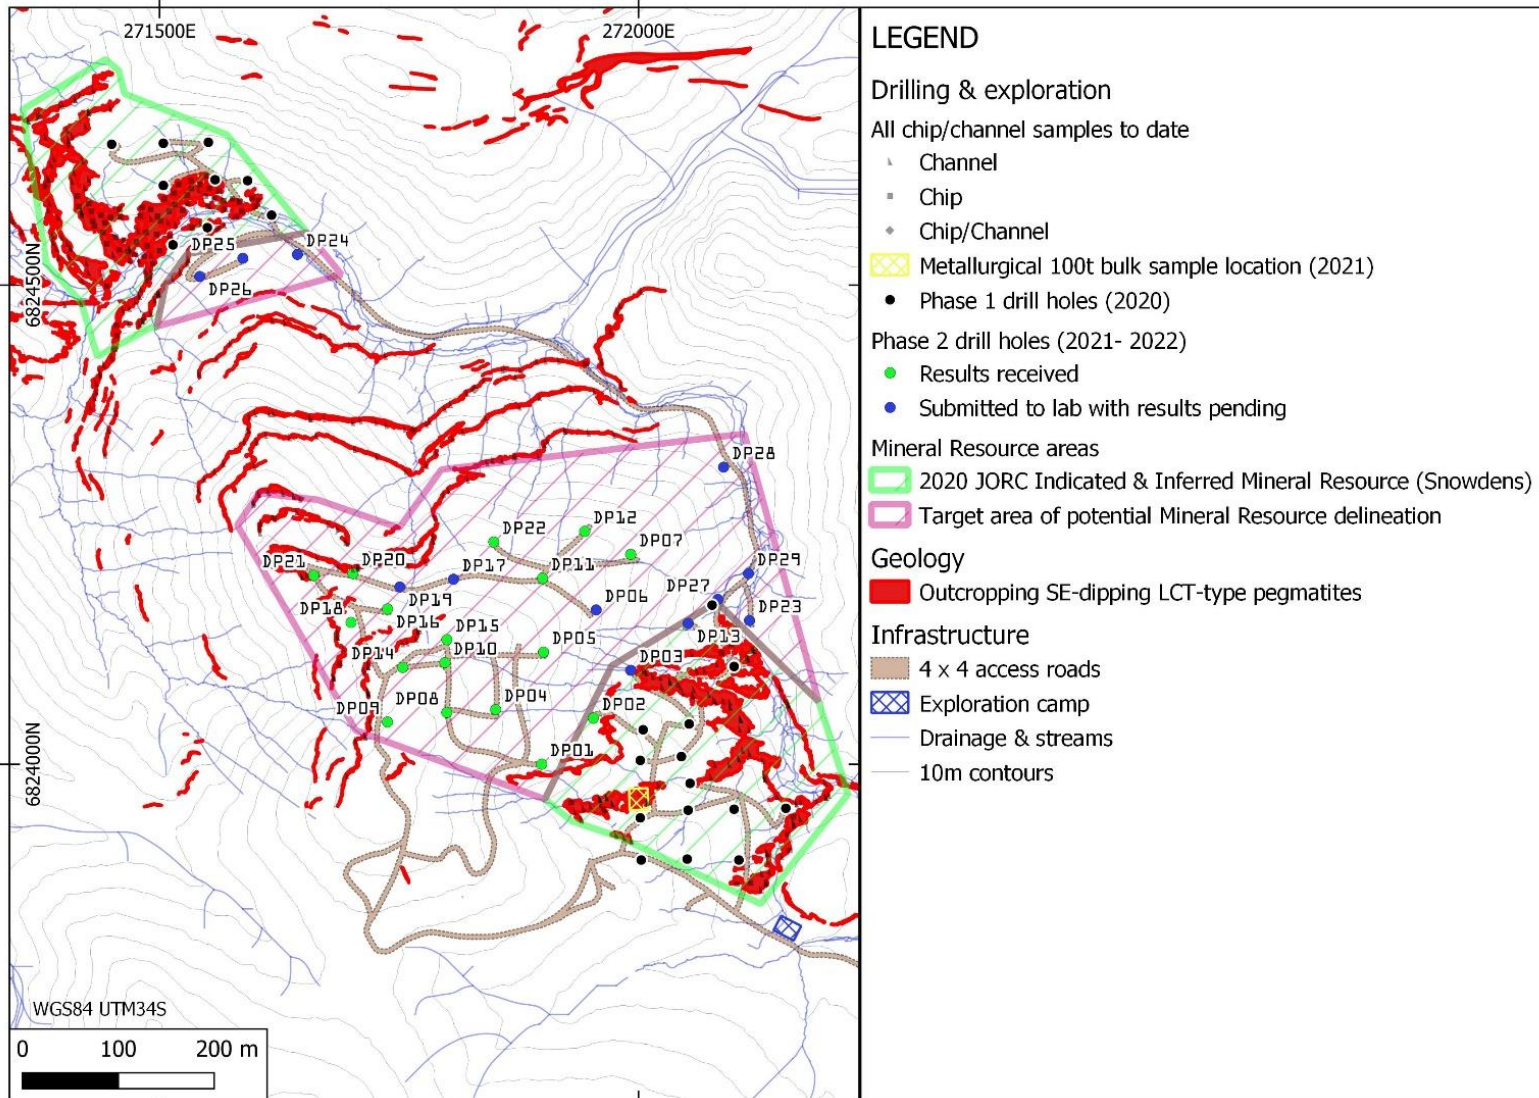 271500E
272000E
6824500N
6824000N
DP25
DP24
DP26
DP28
DP22
DP12
DP07
DP21
DP20
DP17
DP11
DP29
DP19
DP06
DP27
DP23
DP18
DP16
DP15
DP13
DP14
DP10
DP05
DP03
DP09
DP08
DP04
DP02
DP01
WGS84 UTM34S
0 100 200 m
LEGEND
Drilling & exploration
All chip/channel samples to date
Channel
Chip
Chip/Channel
Metallurgical 100t bulk sample location (2021)
Phase 1 drill holes (2020)
Phase 2 drill holes (2021- 2022)
Results received
Submitted to lab with results pending
Mineral Resource areas
2020 JORC Indicated & Inferred Mineral Resource (Snowdens)
Target area of potential Mineral Resource delineation
Geology
Outcropping SE-dipping LCT-type pegmatites
Infrastructure
4 x 4 access roads
Exploration camp
Drainage & streams
10m contours